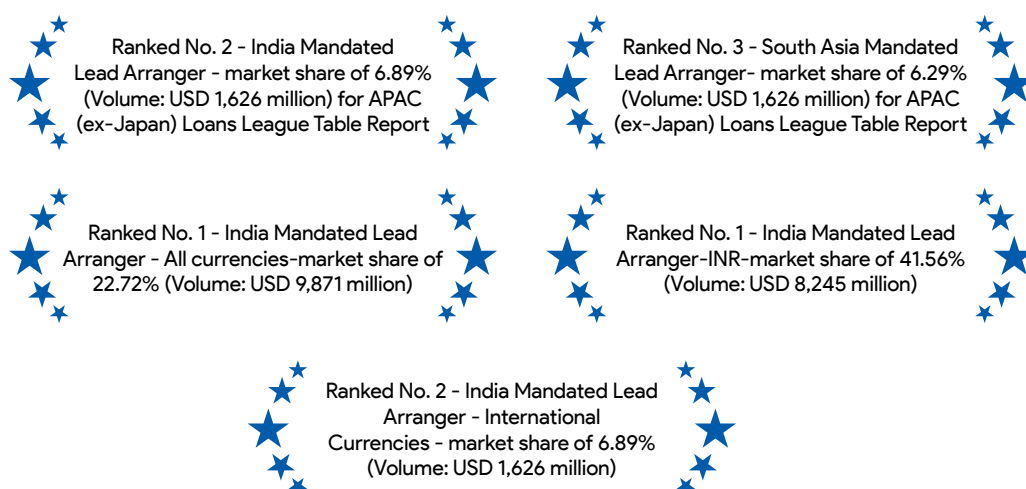 Ranked No. 2 - India Mandated
Lead Arranger - market share of 6.89%
(Volume: USD 1,626 million) for APAC
(ex-Japan) Loans League Table Report
Ranked No. 3 - South Asia Mandated
Lead Arranger- market share of 6.29%
(Volume: USD 1,626 million) for APAC
(ex-Japan) Loans League Table Report
Ranked No. 1 - India Mandated Lead
Arranger - All currencies-market share of
22.72% (Volume: USD 9,871 million)
Ranked No. 1 - India Mandated Lead
Arranger-INR-market share of 41.56%
(Volume: USD 8,245 million)
Ranked No. 2 - India Mandated Lead
Arranger - International
Currencies - market share of 6.89%
(Volume: USD 1,626 million)